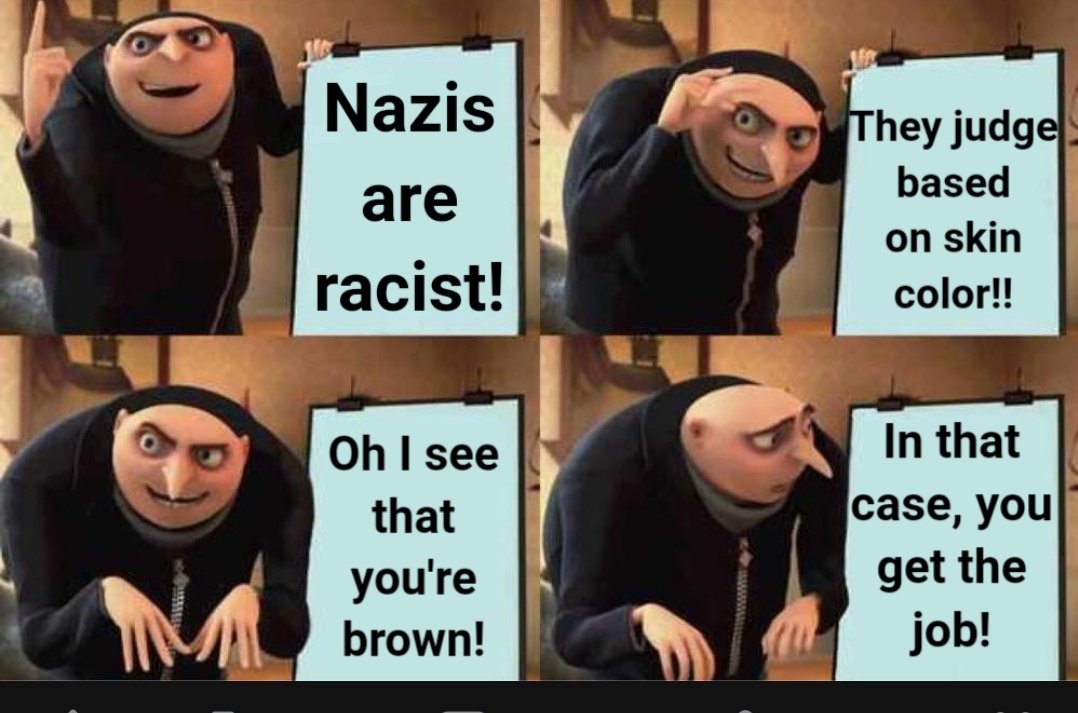 Nazis
are
racist!
They judge
based
on skin
color!!
Oh I see
that
you're
brown!
In that
case, you
get the
job!